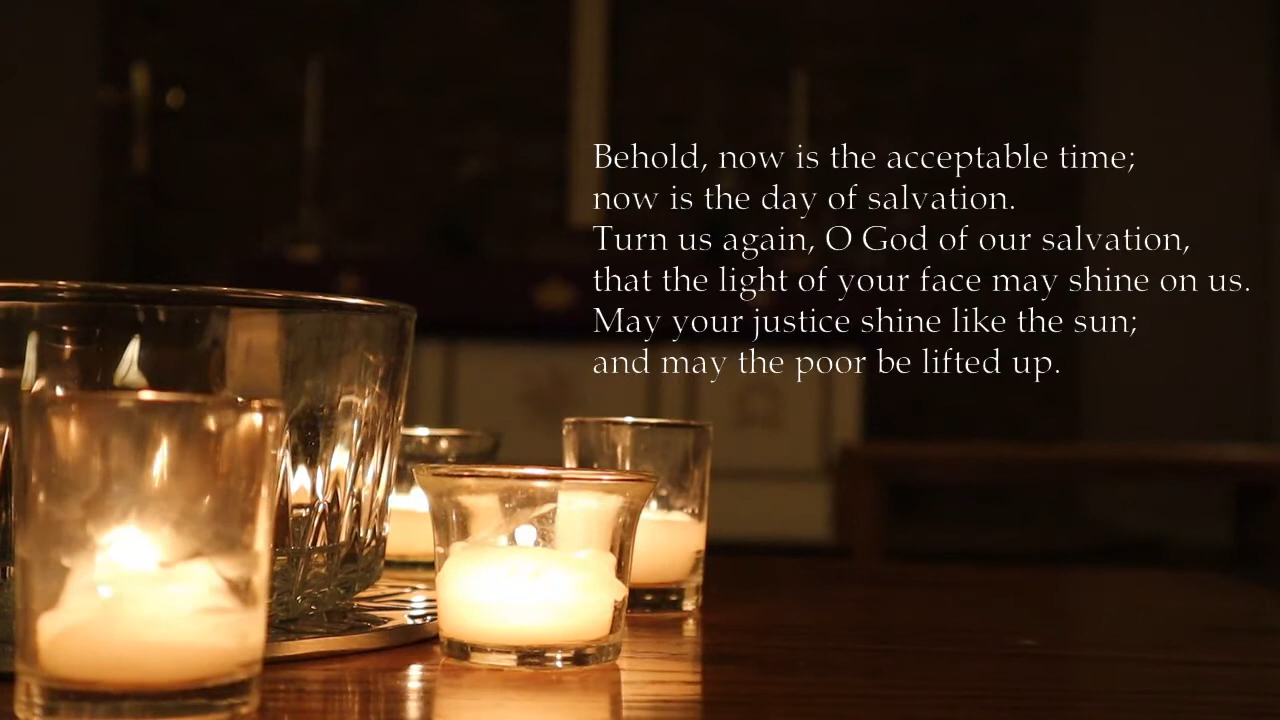 Behold, now is the acceptable time;
now is the day of salvation.
Turn us again, O God of our salvation,
that the light of your face may shine on us.
May your justice shine like the sun;
and may the poor be lifted up.